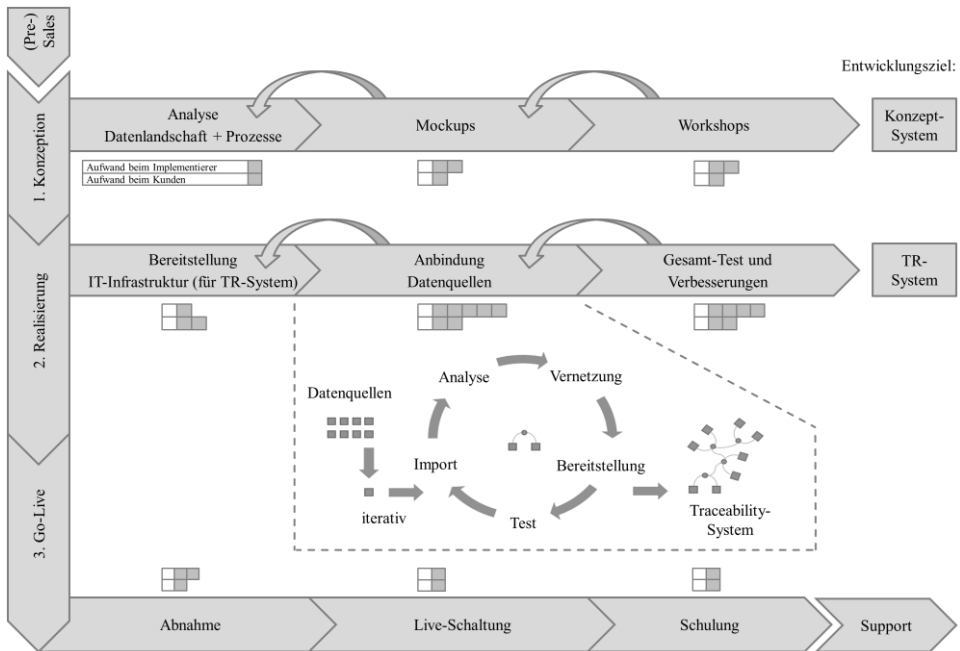 (Pre-)
Sales
Entwicklungsziel:
1. Konzeption
Analyse
Datenlandschaft + Prozesse
Mockups
Workshops
Konzept-
System
Aufwand beim Implementierer
Aufwand beim Kunden
2. Realisierung
Bereitstellung
IT-Infrastruktur (für TR-System)
Anbindung
Datenquellen
Gesamt-Test und
Verbesserungen
TR-
System
Analyse
Vernetzung
Datenquellen
Import
Bereitstellung
iterativ
Test
Traceability-
System
3. Go-Live
Abnahme
Live-Schaltung
Schulung
Support